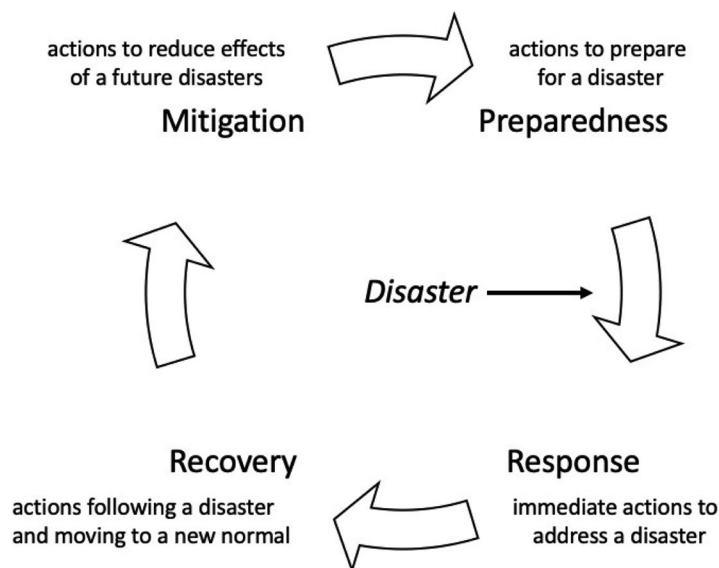 actions to reduce effects
of a future disasters
Mitigation
actions to prepare
for a disaster
Preparedness
Disaster
Recovery
actions following a disaster
and moving to a new normal
Response
immediate actions to
address a disaster